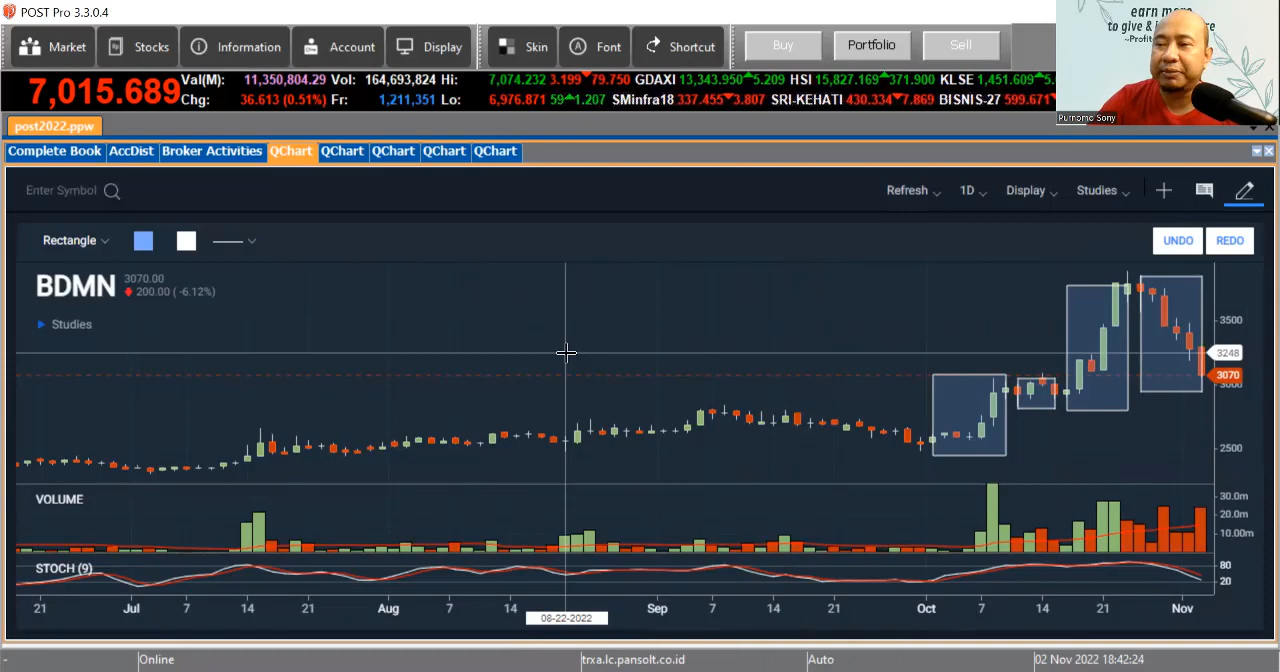 POST Pro 3.3.0.4
Market Stocks Information Account Display Skin Font Shortcut Buy Portfolio Sell
earn more
to give & re
~Profit
Purnomo Sony
7,015.689 Val(M): 11,350,804.29 Vol: 164,693,824 Hi: 7,074.232 3.199 79.750 GDAXI 13,343.950 5.209 HSI 15,827.169 371.900 KLSE 1,451.609 5.
Chg: 36.613 (0.51%) Fr: 1,211,351 Lo: 6,976.871 59 1.207 SMinfra18 337.455 3.807 SRI-KEHATI 430.334 7.869 BISNIS-27 599.671
post2022.ppw
Complete Book AccDist Broker Activities QChart QChart QChart QChart QChart
Enter Symbol Refresh 1D Display Studies
Rectangle UNDO REDO
BDMN 3070.00
200.00 ( -6.12%)
Studies
3500
3248
3070
3000
2500
VOLUME
30.0m
20.0m
10.00m
STOCH (9)
80
20
21 Jul 7 14 21 Aug 7 14 Sep 7 14 21 Oct 7 14 21 Nov
08-22-2022
- Online trxa.lc.pansolt.co.id Auto 02 Nov 2022 18:42:24